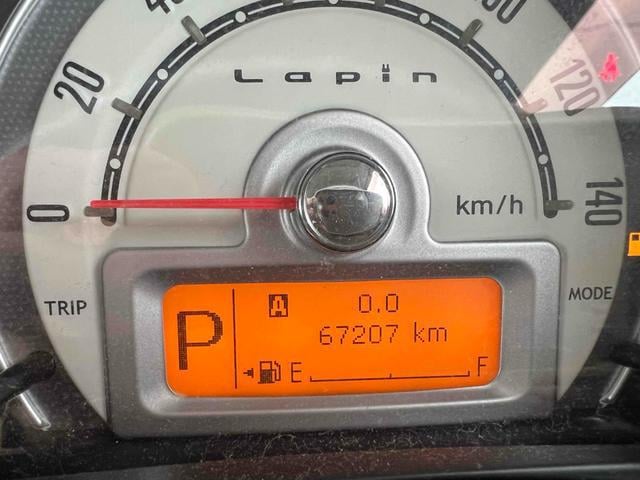 20
120
Lapin
0
km/h
140
TRIP
MODE
P
A
0.0
67207 km
E
F